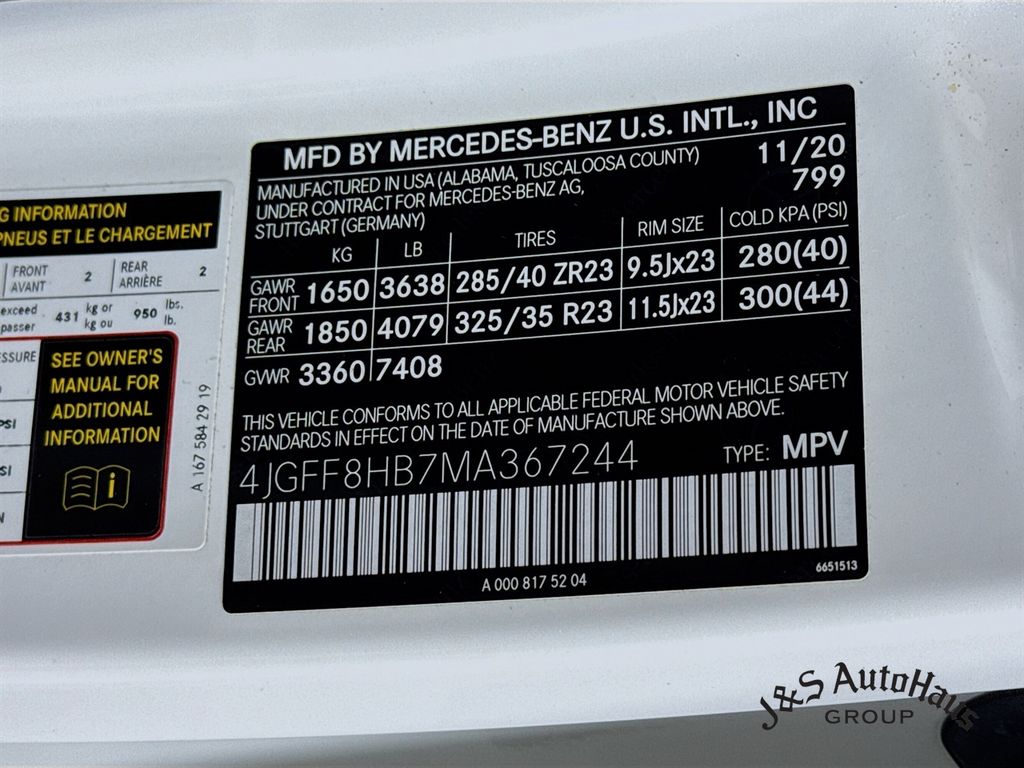 G INFORMATION
PNEUS ET LE CHARGEMENT
FRONT 2 REAR 2
AVANT ARRIÈRE
exceed 431 kg or 950 lbs.
passer kg ou lb.
SSURE
PSI
SI
N
SEE OWNER'S
MANUAL FOR
ADDITIONAL
INFORMATION
i
A 167 584 29 19
MFD BY MERCEDES-BENZ U.S. INTL., INC
MANUFACTURED IN USA (ALABAMA, TUSCALOOSA COUNTY) 11/20
UNDER CONTRACT FOR MERCEDES-BENZ AG, 799
STUTTGART (GERMANY)
KG LB TIRES RIM SIZE COLD KPA (PSI)
GAWR FRONT 1650 3638 285/40 ZR23 9.5Jx23 280(40)
GAWR REAR 1850 4079 325/35 R23 11.5Jx23 300(44)
GVWR 3360 7408
THIS VEHICLE CONFORMS TO ALL APPLICABLE FEDERAL MOTOR VEHICLE SAFETY
STANDARDS IN EFFECT ON THE DATE OF MANUFACTURE SHOWN ABOVE.
4JGFF8HB7MA367244 TYPE: MPV
A 000 817 52 04
6651513
J&S AutoHaus
GROUP